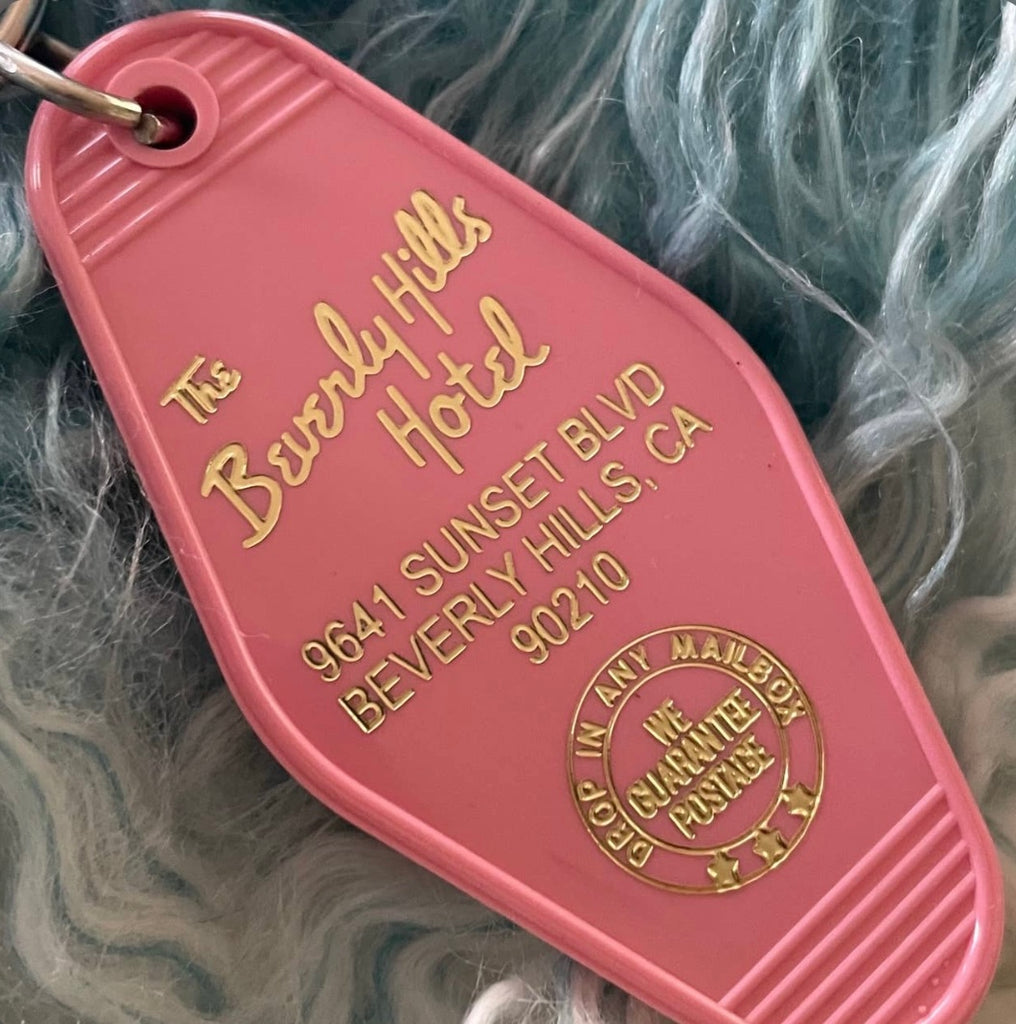 The
Beverly Hills
Hotel
9641 SUNSET BLVD
BEVERLY HILLS, CA
90210
DROP IN ANY MAILBOX
WE
GUARANTEE
POSTAGE